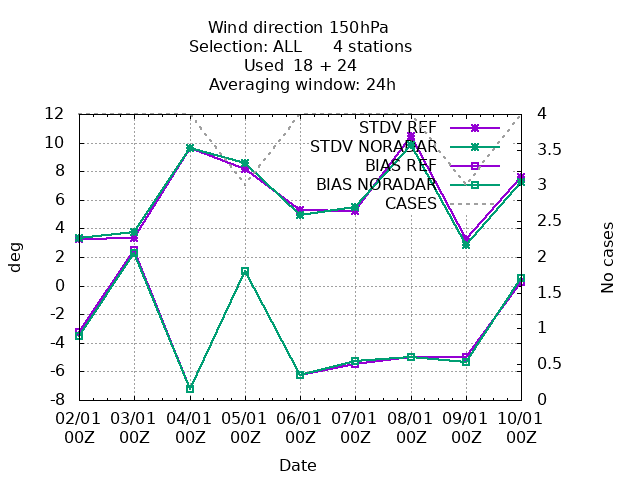 Wind direction 150hPa
Selection: ALL      4 stations
Used  18 + 24
Averaging window: 24h
STDV REF
STDV NORADAR
BIAS REF
BIAS NORADAR
CASES
12
10
8
6
4
2
0
-2
-4
-6
-8
deg
4
3.5
3
2.5
2
1.5
1
0.5
0
No cases
02/01 03/01 04/01 05/01 06/01 07/01 08/01 09/01 10/01
00Z 00Z 00Z 00Z 00Z 00Z 00Z 00Z 00Z
Date